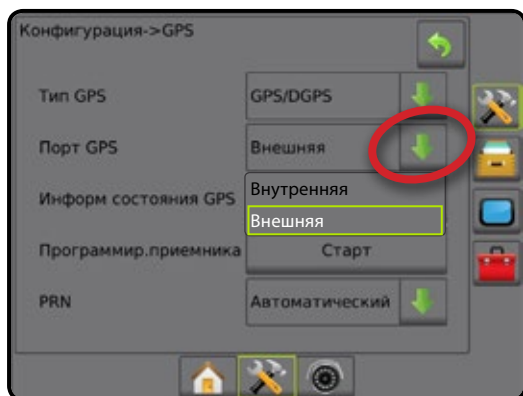 Конфигурация->GPS
Тип GPS
GPS/DGPS
Порт GPS
Внешняя
Внутренняя
Внешняя
Информ состояния GPS
Программир.приемника
Старт
PRN
Автоматический